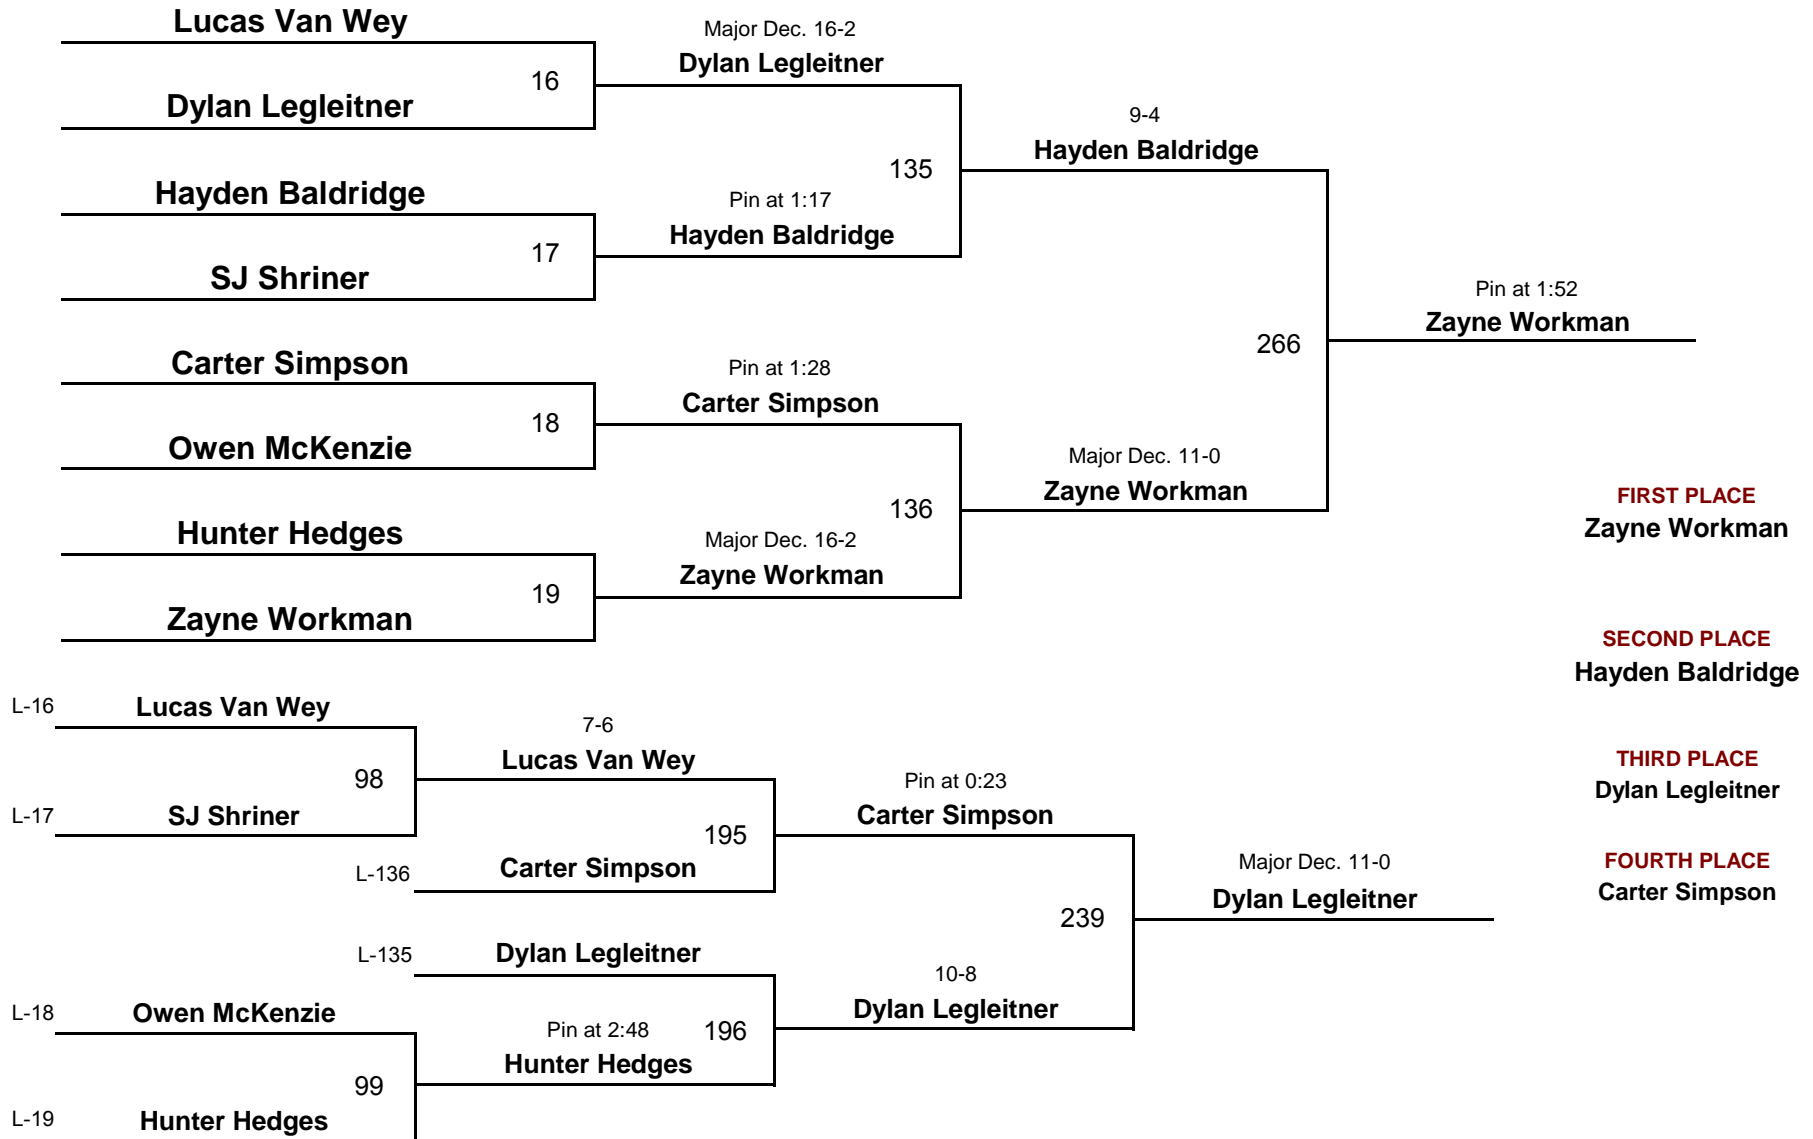 Lucas Van Wey
Major Dec. 16-2
Dylan Legleitner
16
Dylan Legleitner
9-4
Hayden Baldridge
135
Hayden Baldridge
Pin at 1:17
Hayden Baldridge
17
SJ Shriner
Pin at 1:52
Zayne Workman
266
Carter Simpson
Pin at 1:28
Carter Simpson
18
Owen McKenzie
Major Dec. 11-0
Zayne Workman
136
FIRST PLACE
Zayne Workman
Hunter Hedges
Major Dec. 16-2
Zayne Workman
19
Zayne Workman
SECOND PLACE
Hayden Baldridge
L-16 Lucas Van Wey
7-6
Lucas Van Wey
98
L-17 SJ Shriner
Pin at 0:23
Carter Simpson
195
L-136 Carter Simpson
THIRD PLACE
Dylan Legleitner
Major Dec. 11-0
Dylan Legleitner
239
FOURTH PLACE
Carter Simpson
L-135 Dylan Legleitner
10-8
Dylan Legleitner
L-18 Owen McKenzie
Pin at 2:48
196
Hunter Hedges
99
L-19 Hunter Hedges